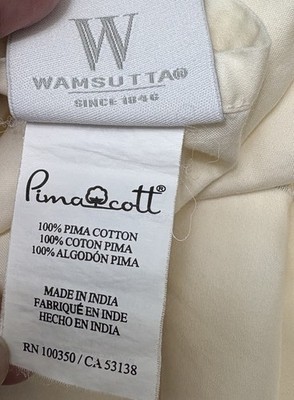 W
WAMSUTTA®
SINCE 1846
Pimacott®
100% PIMA COTTON
100% COTON PIMA
100% ALGODÓN PIMA
MADE IN INDIA
FABRIQUÉ EN INDE
HECHO EN INDIA
RN 100350 / CA 53138